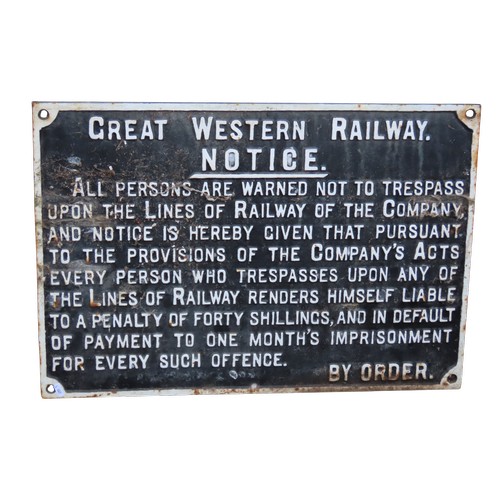 GREAT WESTERN RAILWAY.
NOTICE.
ALL PERSONS ARE WARNED NOT TO TRESPASS
UPON THE LINES OF RAILWAY OF THE COMPANY,
AND NOTICE IS HEREBY GIVEN THAT PURSUANT
TO THE PROVISIONS OF THE COMPANY'S ACTS
EVERY PERSON WHO TRESPASSES UPON ANY OF
THE LINES OF RAILWAY RENDERS HIMSELF LIABLE
TO A PENALTY OF FORTY SHILLINGS, AND IN DEFAULT
OF PAYMENT TO ONE MONTH'S IMPRISONMENT
FOR EVERY SUCH OFFENCE.
BY ORDER.